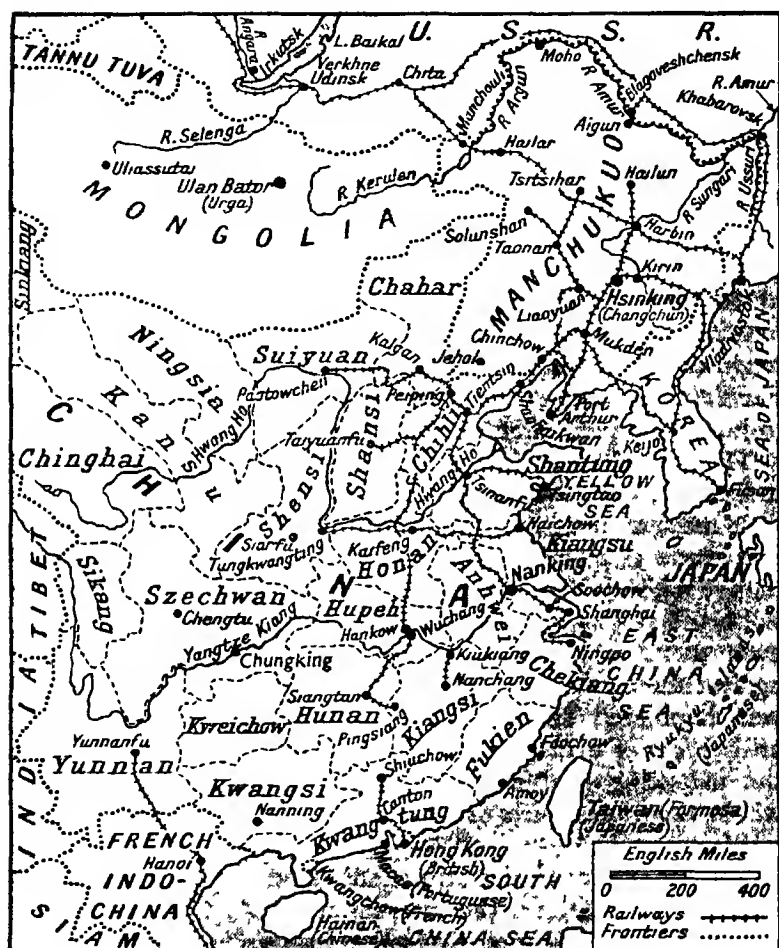 U. S. S. R.
TANNU TUVA
R Angara
Irkutsk
L. Baikal
Verkhne Udinsk
Chita
Moho
Blagoveshchensk
R. Amur
Khabarovsk
Manchouli
R Argun
R Amur
Aigun
R. Selenga
Uliassutai
Ulan Bator
(Urga)
R. Kerulen
Hailar
Tsitsihar
Hailun
R Sungari
R Ussuri
MONGOLIA
Solunshan
Taonan
Harbin
Kirin
MANCHUKUO
Liaoyuan
Hsinking
(Changchun)
Vladivostok
Sinkiang
Chahar
Ningsia
Suiyuan
Kalgan
Jehol
Chinchow
Mukden
Kansu
Paotowchen
Peiping
Tientsin
Port Arthur
KOREA
SEA OF JAPAN
CHINA
Chinghai
Hwang Ho
Taiyuanfu
Shansi
Chihli
Keijo
Fusan
Shensi
Hwang Ho
Tsinanfu
Shantung
Tsingtao
YELLOW
SEA
Sianfu
Tungkwangting
Kaifeng
Honan
Haichow
Kiangsu
JAPAN
INDIA TIBET
Sikang
Szechwan
Chengtu
Hupeh
Anhwei
Nanking
Soochow
Shanghai
Yangtze Kiang
Chungking
Hankow
Wuchang
Kiukiang
Ningpo
EAST
CHINA
SEA
Nanchang
Chekiang
Siangtan
Hunan
Pingsiang
Kiangsi
Kweichow
Yunnanfu
Yunnan
Shiuchow
Fukien
Foochow
Ryukyu Islands
(Japanese)
Kwangsi
Nanning
Canton
Kwangtung
Amoy
Taiwan (Formosa)
(Japanese)
FRENCH
INDO-
CHINA
Hanoi
Hong Kong
(British)
Macao (Portuguese)
Kwangchow (French)
Hainan
Chinese
SOUTH
CHINA SEA
SIAM
English Miles
0 200 400
Railways
Frontiers